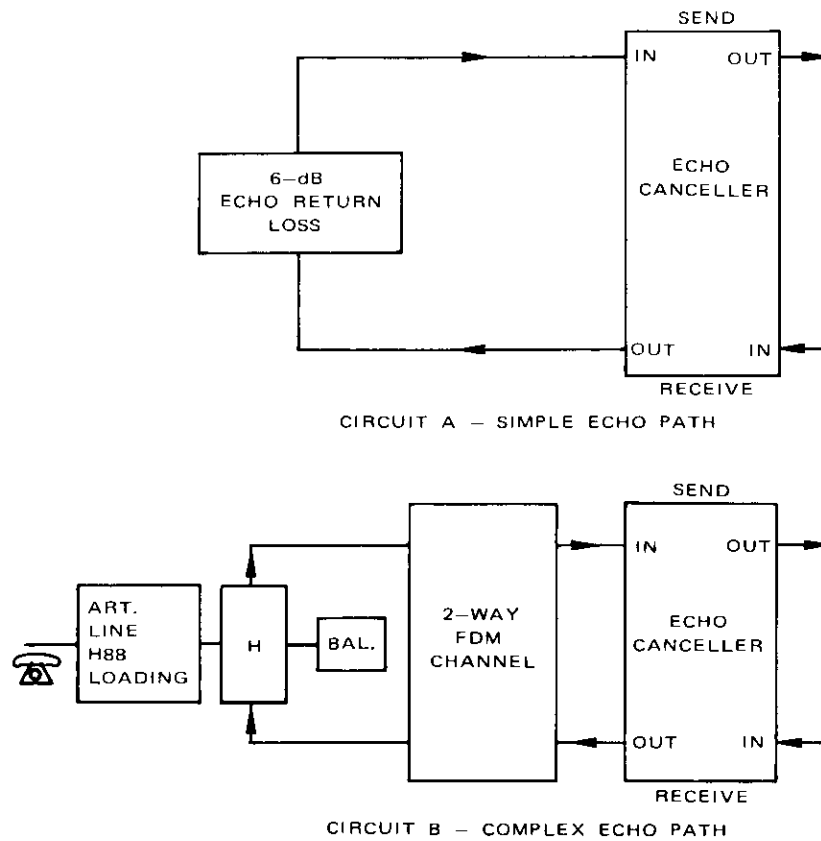 SEND
IN OUT
6-dB
ECHO RETURN
LOSS
ECHO
CANCELLER
OUT IN
RECEIVE
CIRCUIT A – SIMPLE ECHO PATH
SEND
IN OUT
ART.
LINE
H88
LOADING
H
BAL.
2-WAY
FDM
CHANNEL
ECHO
CANCELLER
OUT IN
RECEIVE
CIRCUIT B – COMPLEX ECHO PATH